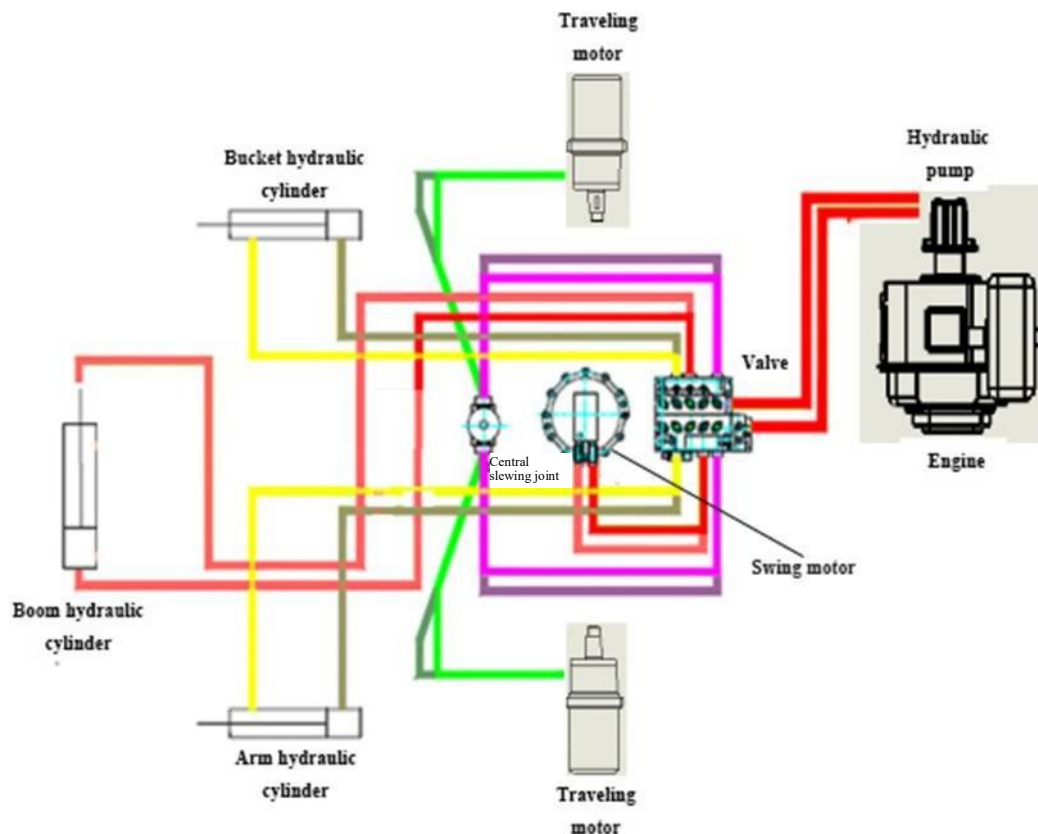 Traveling
motor
Hydraulic
pump
Bucket hydraulic
cylinder
Valve
Engine
Central
slewing joint
Swing motor
Boom hydraulic
cylinder
Arm hydraulic
cylinder
Traveling
motor